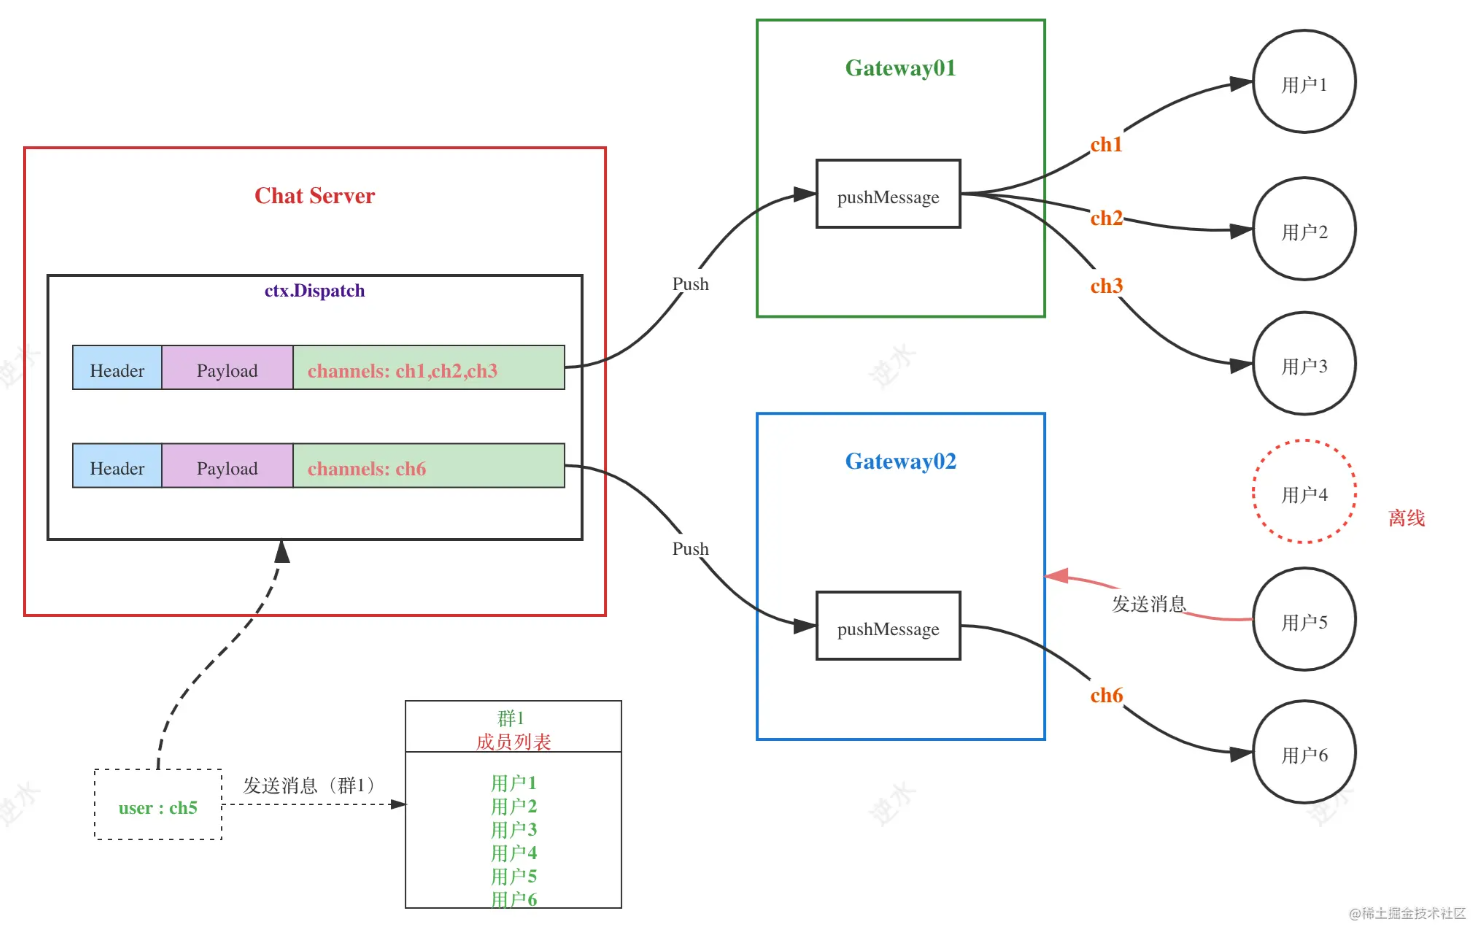 Gateway01
pushMessage
ch1
ch2
ch3
用户1
用户2
用户3
Chat Server
ctx.Dispatch
Header
Payload
channels: ch1,ch2,ch3
Header
Payload
channels: ch6
Push
Push
Gateway02
pushMessage
用户4
离线
发送消息
用户5
ch6
用户6
user : ch5
发送消息（群1）
群1
成员列表
用户1
用户2
用户3
用户4
用户5
用户6
逆水
逆水
逆水
逆水
逆水
@稀土掘金技术社区